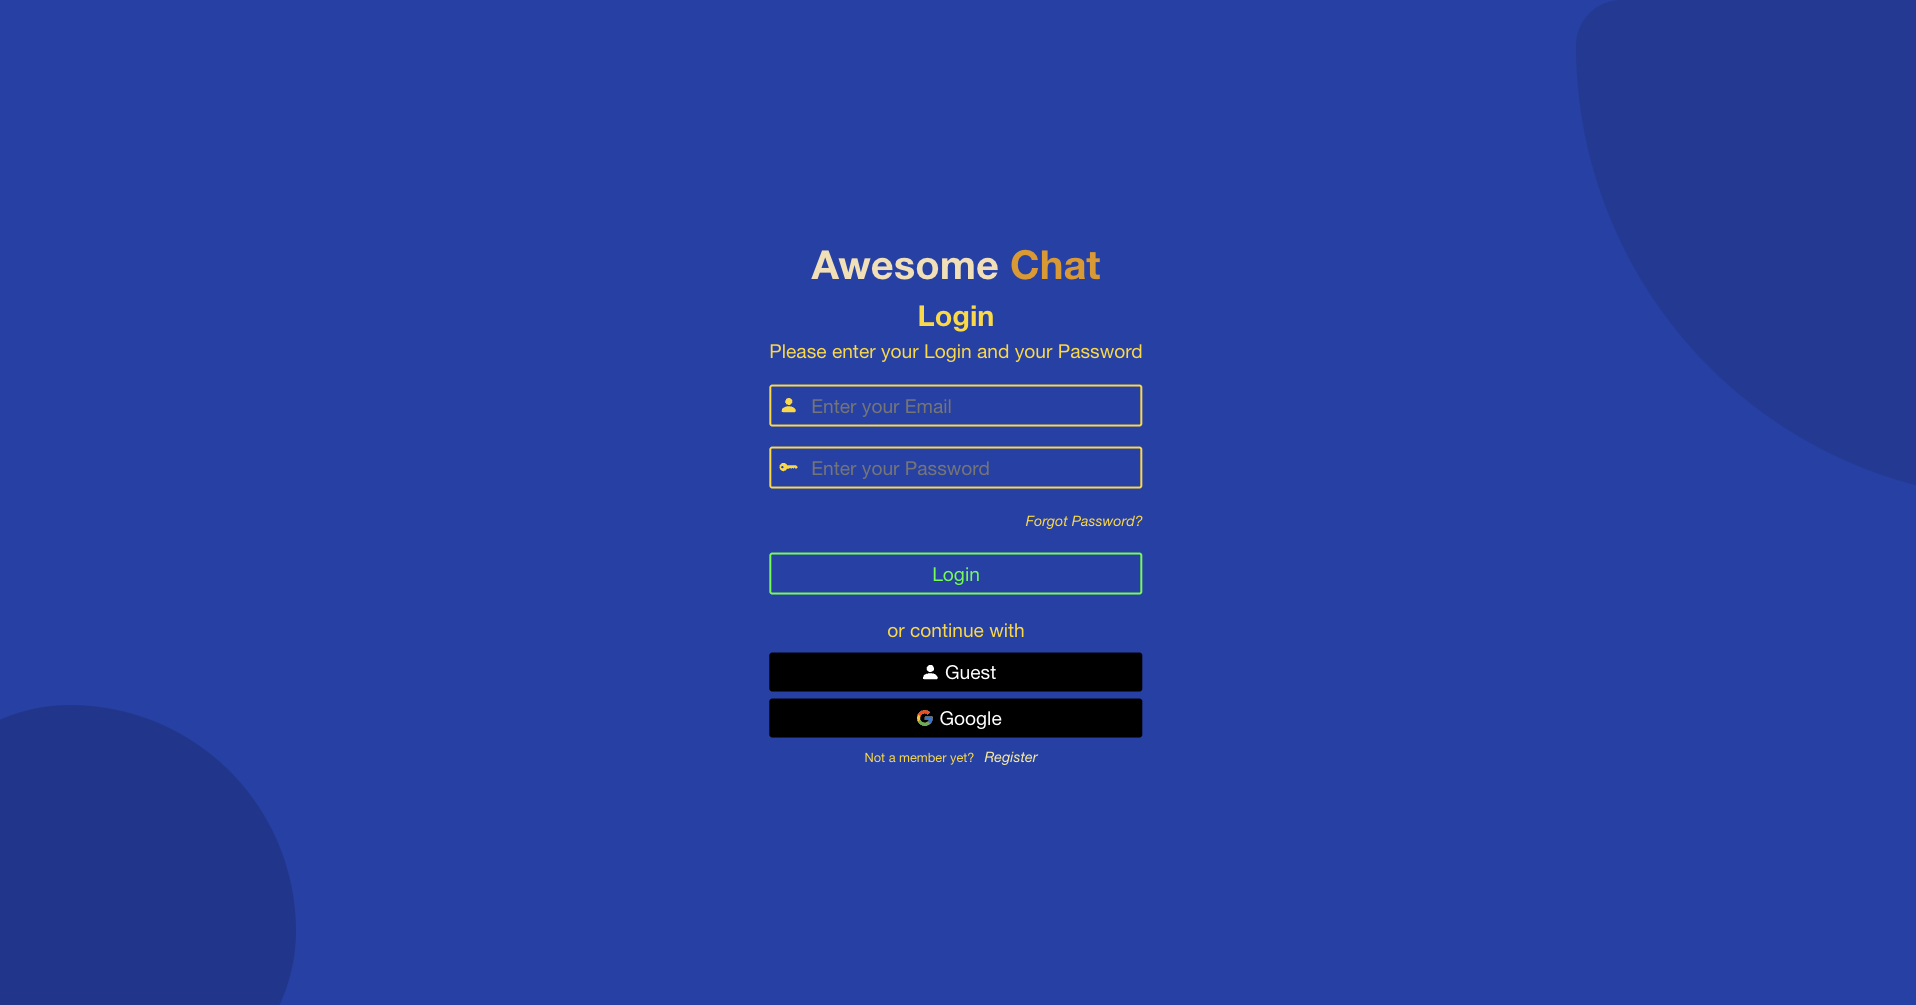 Awesome Chat
Login
Please enter your Login and your Password
Enter your Email
Enter your Password
Forgot Password?
Login
or continue with
Guest
Google
Not a member yet? Register